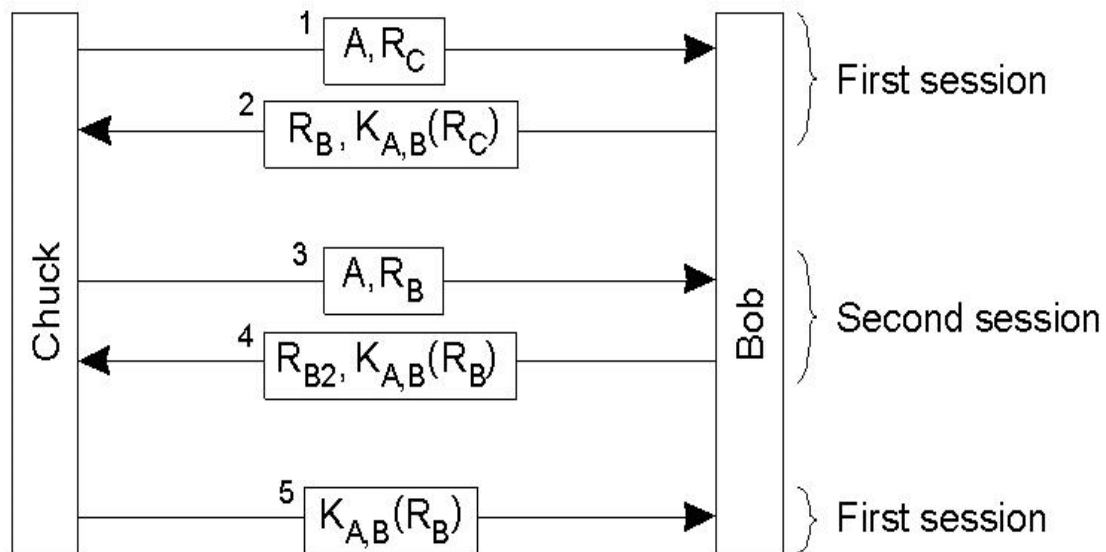 1
A, R_C
First session
2
R_B, K_A,B(R_C)
Chuck
Bob
3
A, R_B
Second session
4
R_B2, K_A,B(R_B)
5
K_A,B(R_B)
First session